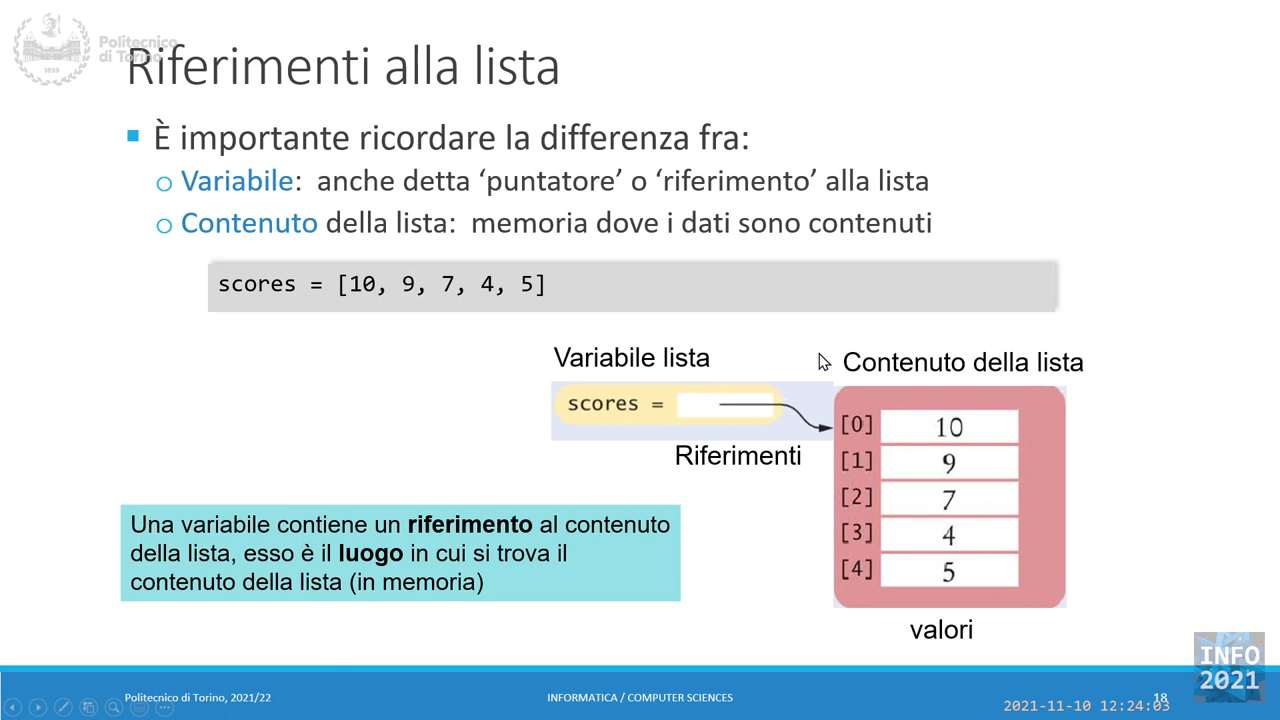 Politecnico
di Torino
1859
Riferimenti alla lista
È importante ricordare la differenza fra:
Variabile: anche detta ‘puntatore’ o ‘riferimento’ alla lista
Contenuto della lista: memoria dove i dati sono contenuti
scores = [10, 9, 7, 4, 5]
Variabile lista
Contenuto della lista
scores =
Riferimenti
[0] 10
[1] 9
[2] 7
[3] 4
[4] 5
valori
Una variabile contiene un riferimento al contenuto
della lista, esso è il luogo in cui si trova il
contenuto della lista (in memoria)
INFO
2021
Politecnico di Torino, 2021/22
INFORMATICA / COMPUTER SCIENCES
18
2021-11-10 12:24:03